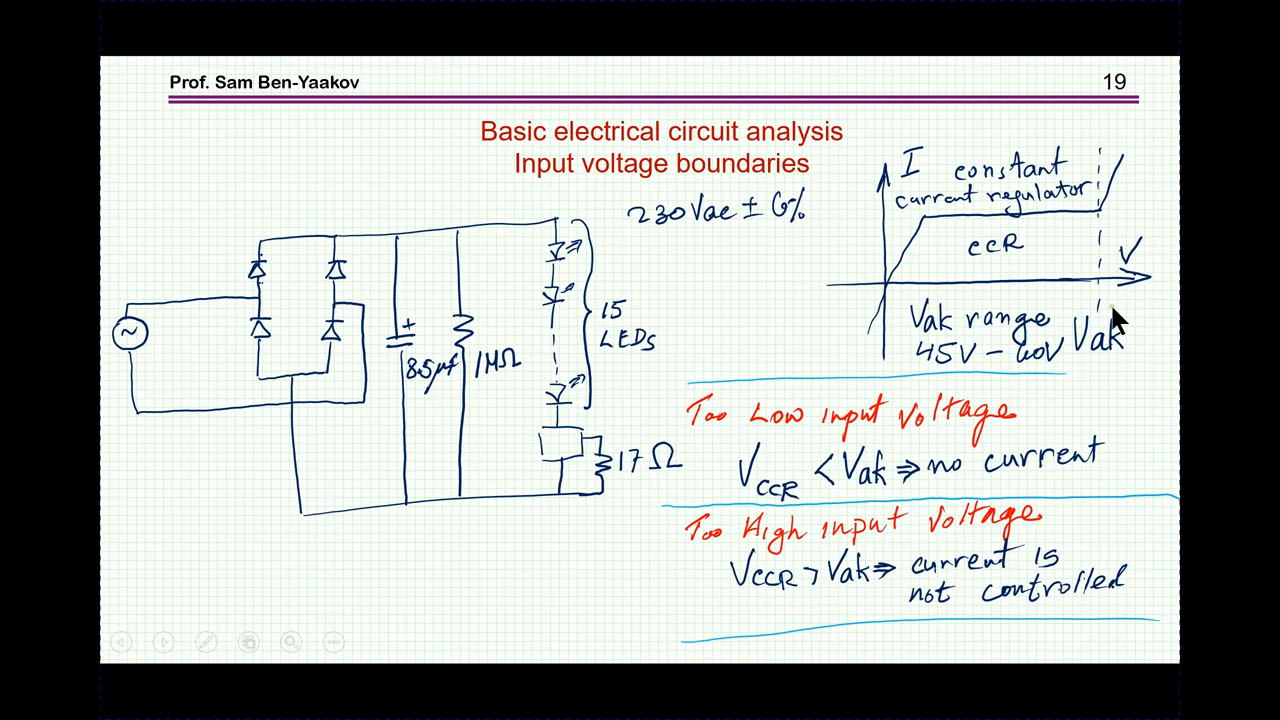 Prof. Sam Ben-Yaakov
19
Basic electrical circuit analysis
Input voltage boundaries
230 Vac ± 6%
I constant
current regulator
CCR
V
Vak range
45V – 60V
Vak
~
+
8.5μf
1MΩ
15
LEDs
17Ω
Too Low input voltage
VCCR < Vak ⇒ no current
Too High input voltage
VCCR > Vak ⇒ current is
not controlled